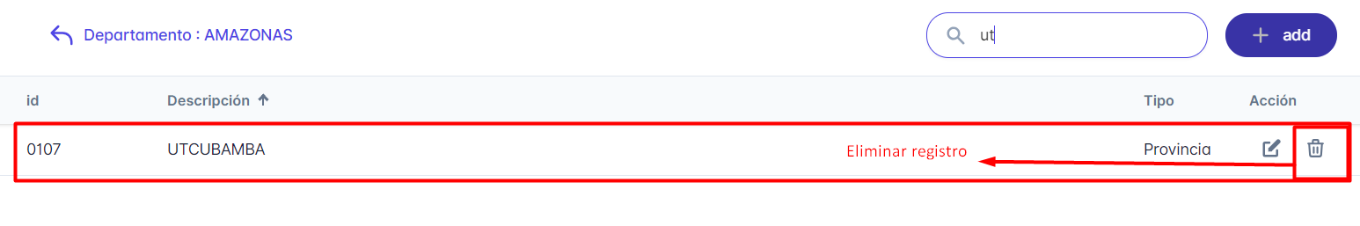 Departamento : AMAZONAS
ut
add
id Descripción Tipo Acción
0107 UTCUBAMBA Eliminar registro Provincia